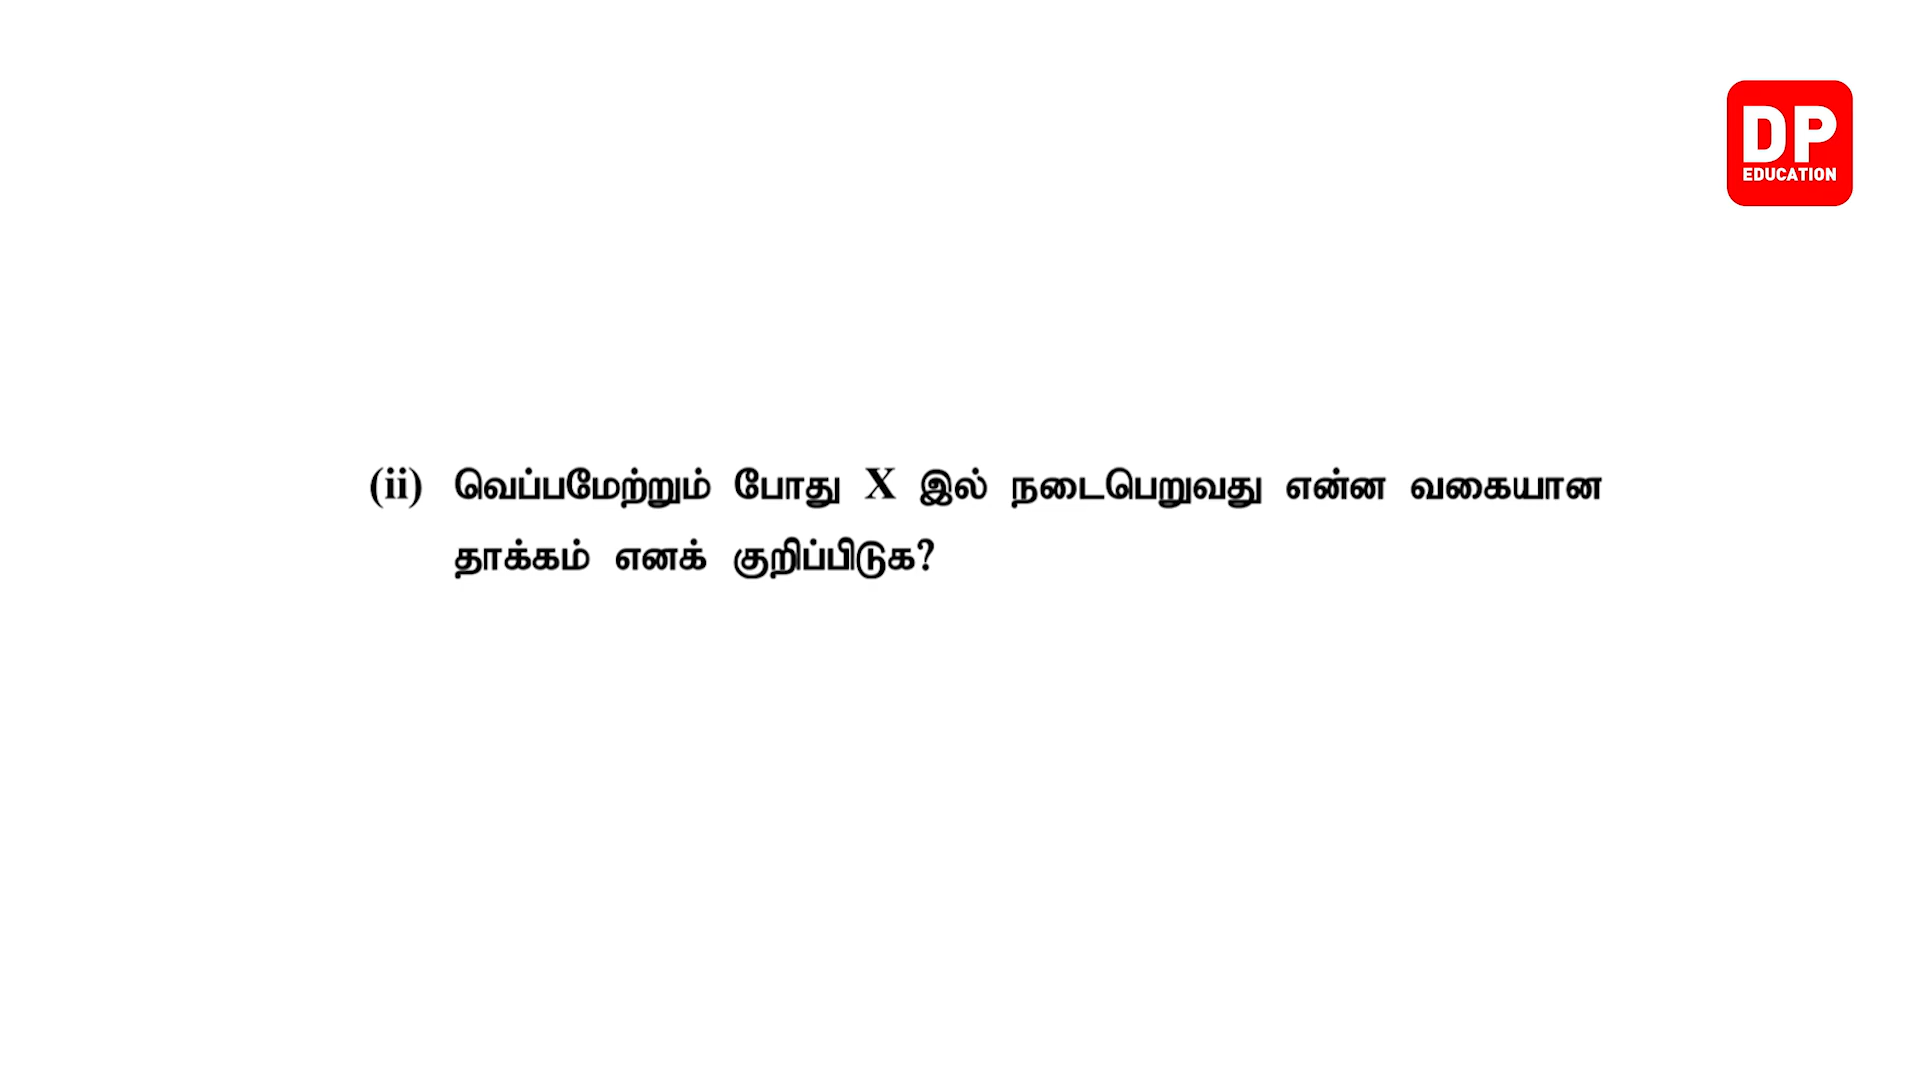 DP
EDUCATION
(ii) வெப்பமேற்றும் போது X இல் நடைபெறுவது என்ன வகையான
தாக்கம் எனக் குறிப்பிடுக?